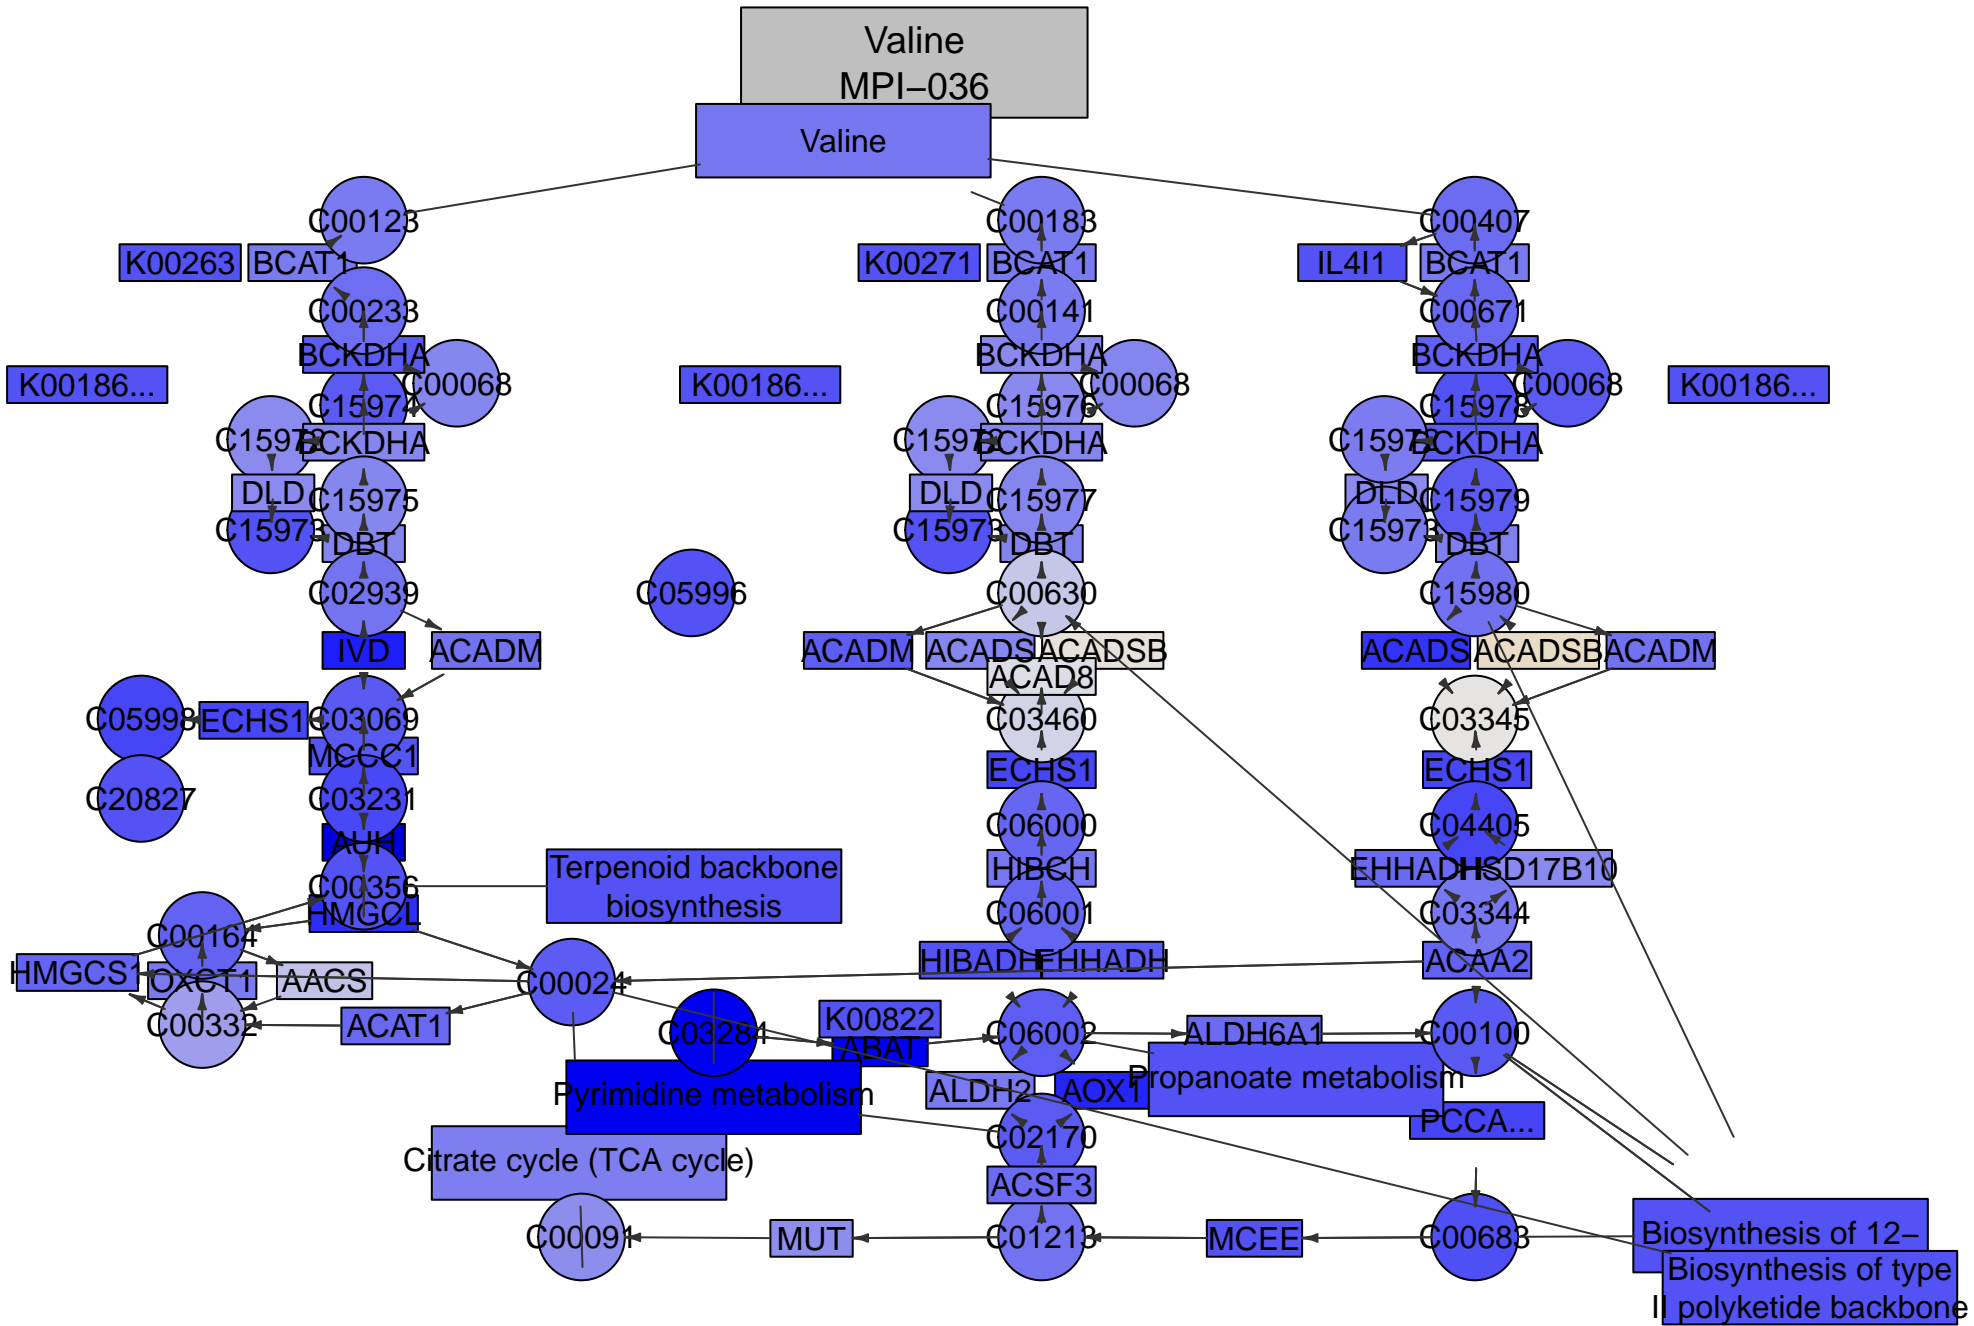 Valine
MPI−036
Valine
C00123
C00183
C00407
K00263
BCAT1
K00271
BCAT1
IL4I1
BCAT1
C00233
C00141
C00671
BCKDHA
BCKDHA
BCKDHA
K00186...
C00068
K00186...
C00068
C00068
K00186...
C15974
C15976
C15978
C15972
BCKDHA
C15972
BCKDHA
C15972
BCKDHA
DLD
C15975
DLD
C15977
DLD
C15979
C15973
DBT
C15973
DBT
C15973
DBT
C02939
C05996
C00630
C15980
IVD
ACADM
ACADM
ACADS
ACADSB
ACADS
ACADSB
ACADM
ACAD8
C05998
ECHS1
C03069
C03460
C03345
MCCC1
ECHS1
ECHS1
C20827
C03231
C06000
C04405
AUH
Terpenoid backbone
biosynthesis
HIBCH
EHHADH
HSD17B10
C00356
HMGCL
C06001
C03344
C00164
HMGCS1
OXCT1
AACS
C00024
HIBADH
EHHADH
ACAA2
C00332
ACAT1
C03284
K00822
ABAT
C06002
ALDH6A1
C00100
Pyrimidine metabolism
ALDH2
AOX1
Propanoate metabolism
C02170
PCCA...
Citrate cycle (TCA cycle)
ACSF3
C00091
MUT
C01213
MCEE
C00683
Biosynthesis of 12−
Biosynthesis of type
II polyketide backbone